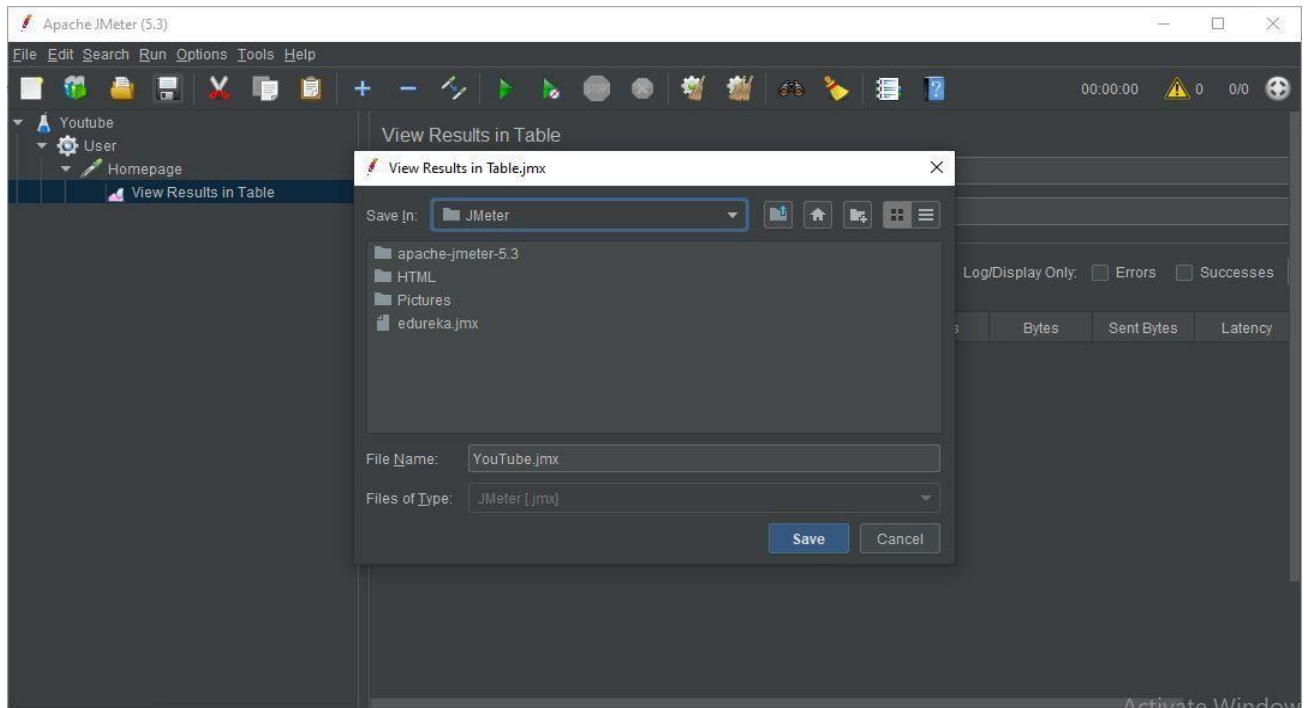 Apache JMeter (5.3)
File Edit Search Run Options Tools Help
STOP
00:00:00 0 0/0
Youtube
User
Homepage
View Results in Table
View Results in Table
View Results in Table.jmx
Save In: JMeter
apache-jmeter-5.3
HTML
Pictures
edureka.jmx
File Name: YouTube.jmx
Files of Type: JMeter [.jmx]
Save Cancel
Log/Display Only: Errors Successes
s Bytes Sent Bytes Latency
Activate Window